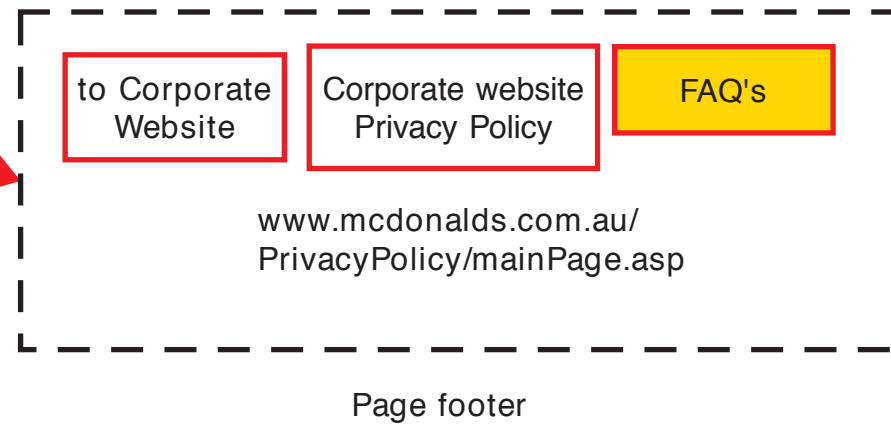 to Corporate
Website
Corporate website
Privacy Policy
FAQ's
www.mcdonalds.com.au/
PrivacyPolicy/mainPage.asp
Page footer